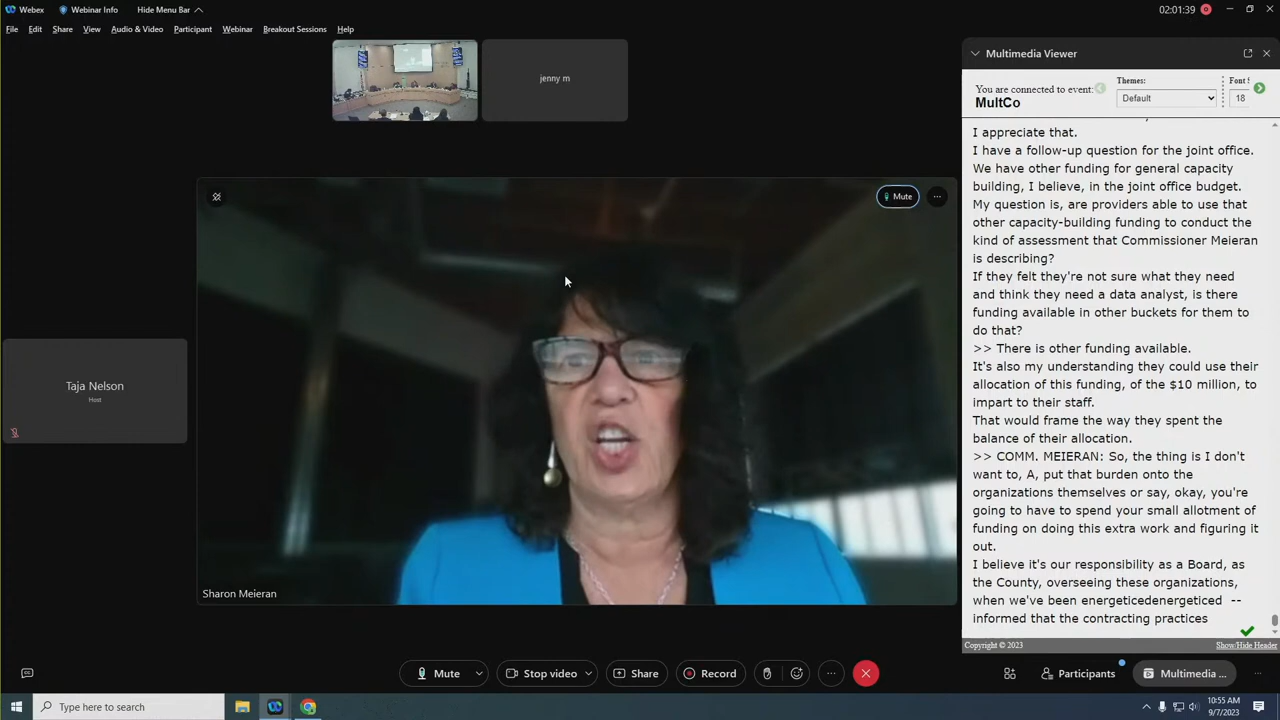 Webex
Webinar Info
Hide Menu Bar
02:01:39
File Edit Share View Audio & Video Participant Webinar Breakout Sessions Help
jenny m
Taja Nelson
Host
Mute
Sharon Meieran
Multimedia Viewer
You are connected to event:
MultCo
Themes:
Default
Font
18
I appreciate that.
I have a follow-up question for the joint office.
We have other funding for general capacity
building, I believe, in the joint office budget.
My question is, are providers able to use that
other capacity-building funding to conduct the
kind of assessment that Commissioner Meieran
is describing?
If they felt they're not sure what they need
and think they need a data analyst, is there
funding available in other buckets for them to
do that?
>> There is other funding available.
It's also my understanding they could use their
allocation of this funding, of the $10 million, to
impart to their staff.
That would frame the way they spent the
balance of their allocation.
>> COMM. MEIERAN: So, the thing is I don't
want to, A, put that burden onto the
organizations themselves or say, okay, you're
going to have to spend your small allotment of
funding on doing this extra work and figuring it
out.
I believe it's our responsibility as a Board, as
the County, overseeing these organizations,
when we've been energeticedenergeticed --
informed that the contracting practices
Copyright © 2023
Show/Hide Header
Mute
Stop video
Share
Record
Participants
Multimedia ...
Type here to search
10:55 AM
9/7/2023